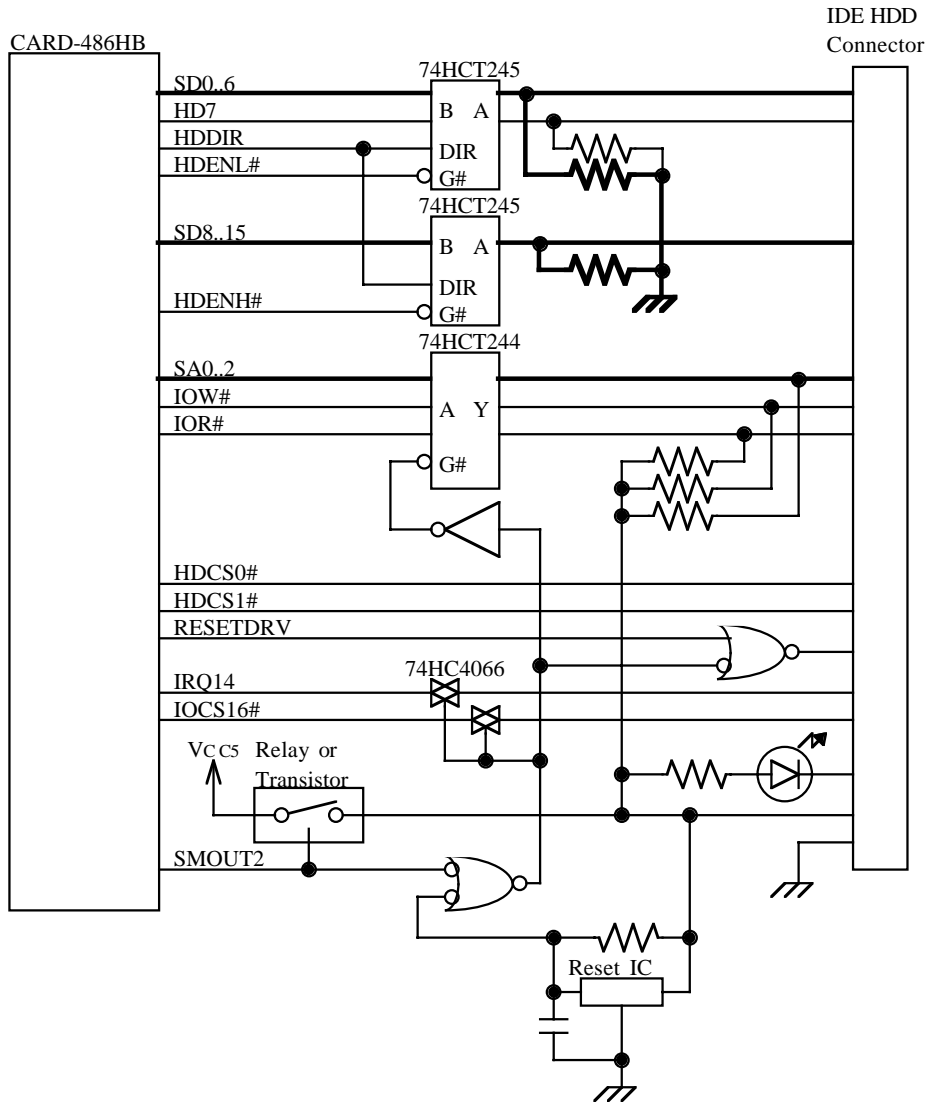 IDE HDD
Connector
CARD-486HB
74HCT245
SD0..6
HD7
HDDIR
HDENL#
B A
DIR
G#
74HCT245
SD8..15
B A
DIR
HDENH#
G#
74HCT244
SA0..2
IOW#
IOR#
A Y
G#
HDCS0#
HDCS1#
RESETDRV
74HC4066
IRQ14
IOCS16#
VCC5
Relay or
Transistor
SMOUT2
Reset IC